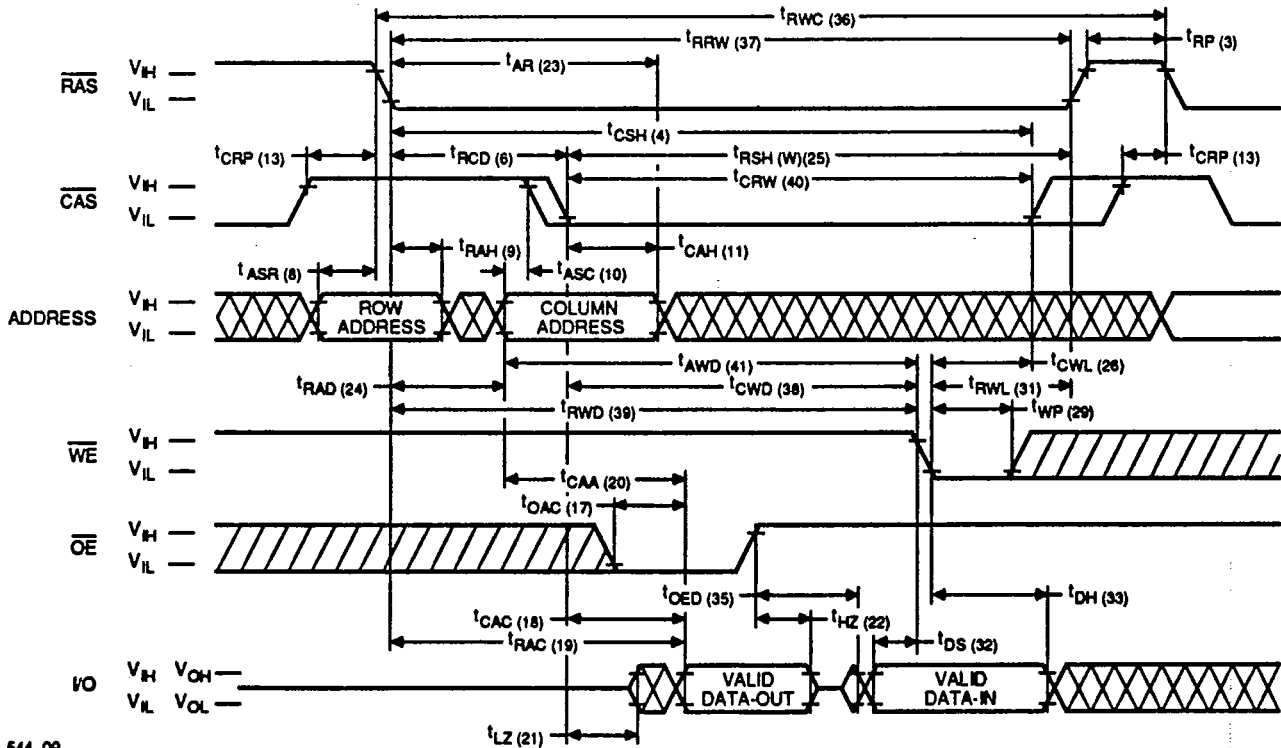 tRWC (36)
tRRW (37)
tRP (3)
tAR (23)
RAS
VIH
VIL
tCSH (4)
tCRP (13)
tRCD (6)
tRSH (W)(25)
tCRP (13)
tCRW (40)
CAS
VIH
VIL
tRAH (9)
tCAH (11)
tASR (8)
tASC (10)
ADDRESS
VIH
VIL
ROW
ADDRESS
COLUMN
ADDRESS
tAWD (41)
tCWL (26)
tRAD (24)
tCWD (38)
tRWL (31)
tRWD (39)
tWP (29)
WE
VIH
VIL
tCAA (20)
tOAC (17)
OE
VIH
VIL
tOED (35)
tDH (33)
tCAC (18)
tHZ (22)
tRAC (19)
tDS (32)
I/O
VIH VOH
VIL VOL
VALID
DATA-OUT
VALID
DATA-IN
tLZ (21)